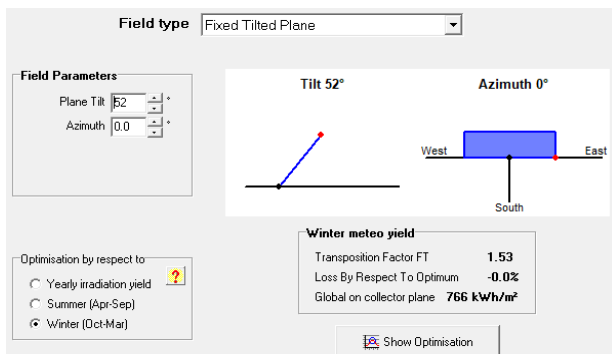 Field type Fixed Tilted Plane
Field Parameters
Plane Tilt 52 °
Azimuth 0.0 °
Tilt 52° Azimuth 0°
West East
South
Optimisation by respect to
?
Yearly irradiation yield
Summer (Apr-Sep)
Winter (Oct-Mar)
Winter meteo yield
Transposition Factor FT 1.53
Loss By Respect To Optimum -0.0%
Global on collector plane 766 kWh/m²
Show Optimisation